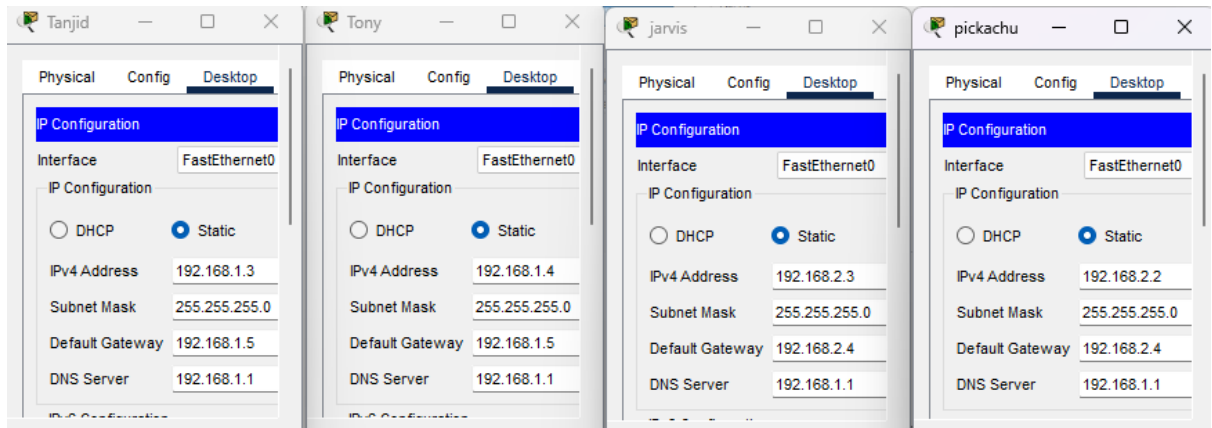 Tanjid
Physical Config Desktop
IP Configuration
Interface FastEthernet0
IP Configuration
DHCP Static
IPv4 Address 192.168.1.3
Subnet Mask 255.255.255.0
Default Gateway 192.168.1.5
DNS Server 192.168.1.1
Tony
Physical Config Desktop
IP Configuration
Interface FastEthernet0
IP Configuration
DHCP Static
IPv4 Address 192.168.1.4
Subnet Mask 255.255.255.0
Default Gateway 192.168.1.5
DNS Server 192.168.1.1
jarvis
Physical Config Desktop
IP Configuration
Interface FastEthernet0
IP Configuration
DHCP Static
IPv4 Address 192.168.2.3
Subnet Mask 255.255.255.0
Default Gateway 192.168.2.4
DNS Server 192.168.1.1
pickachu
Physical Config Desktop
IP Configuration
Interface FastEthernet0
IP Configuration
DHCP Static
IPv4 Address 192.168.2.2
Subnet Mask 255.255.255.0
Default Gateway 192.168.2.4
DNS Server 192.168.1.1